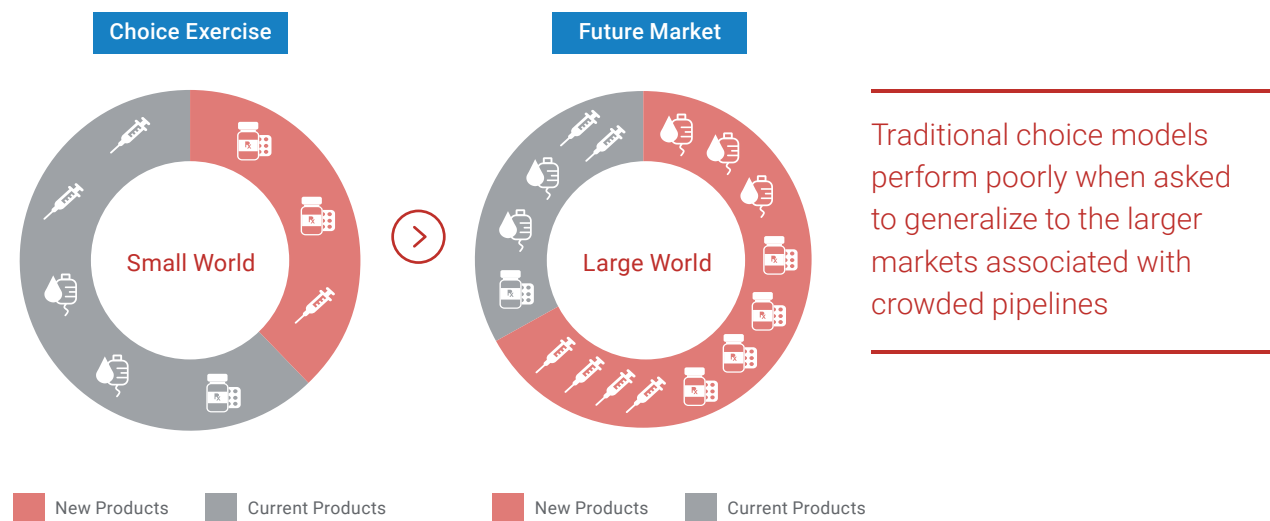 Choice Exercise
Future Market
Small World
Large World
Traditional choice models
perform poorly when asked
to generalize to the larger
markets associated with
crowded pipelines
New Products
Current Products
New Products
Current Products